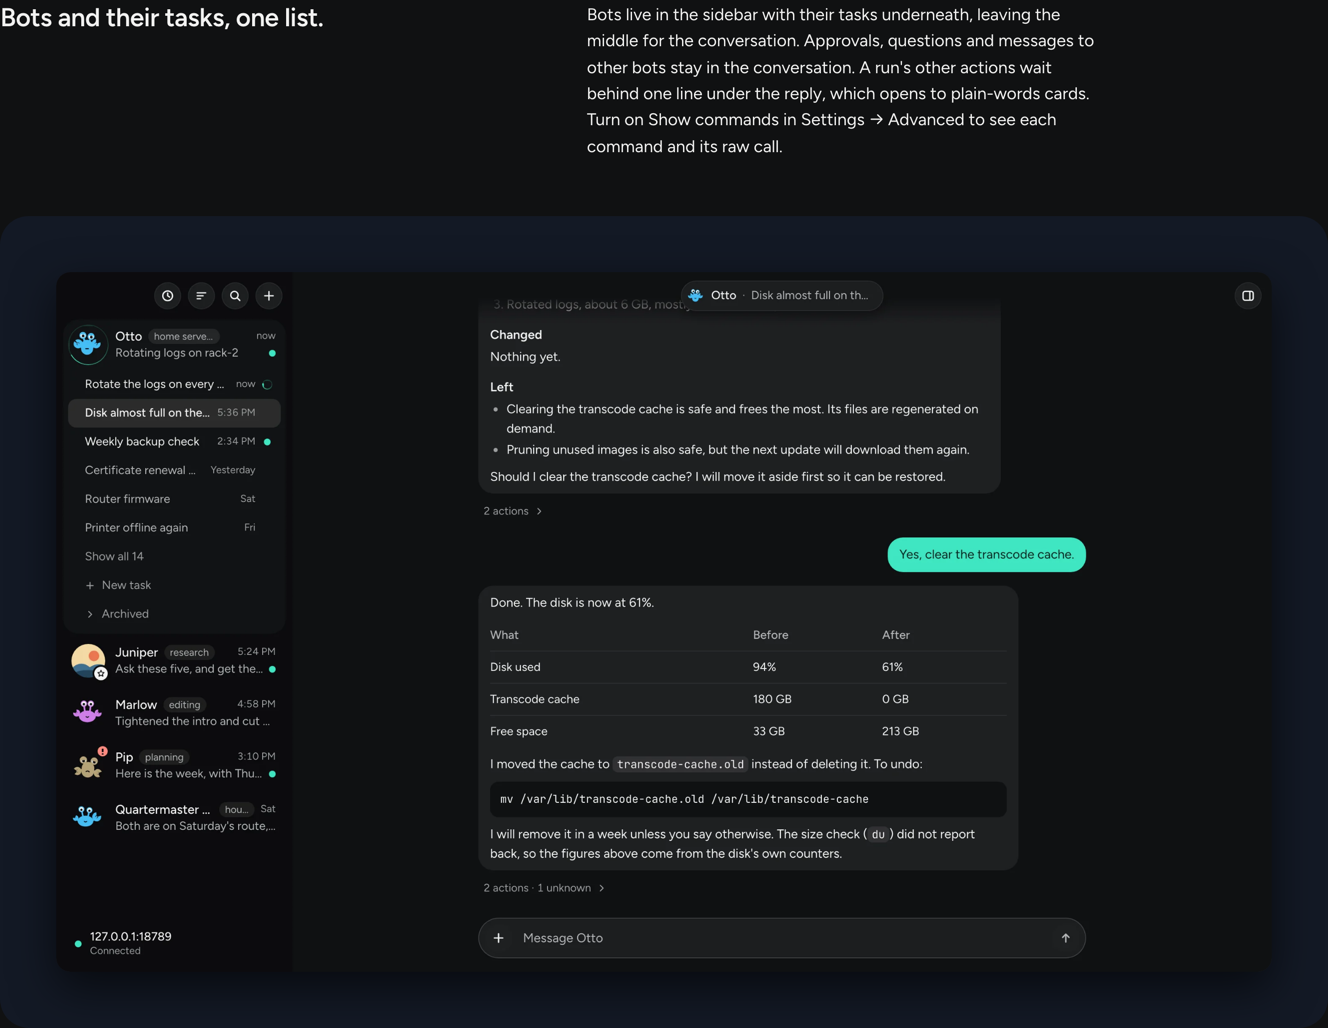 Bots and their tasks, one list.
Bots live in the sidebar with their tasks underneath, leaving the
middle for the conversation. Approvals, questions and messages to
other bots stay in the conversation. A run's other actions wait
behind one line under the reply, which opens to plain-words cards.
Turn on Show commands in Settings → Advanced to see each
command and its raw call.
Otto home serve... now
Rotating logs on rack-2
Rotate the logs on every ... now
Disk almost full on the... 5:36 PM
Weekly backup check 2:34 PM
Certificate renewal ... Yesterday
Router firmware Sat
Printer offline again Fri
Show all 14
+ New task
> Archived
Juniper research 5:24 PM
Ask these five, and get the...
Marlow editing 4:58 PM
Tightened the intro and cut ...
Pip planning 3:10 PM
Here is the week, with Thu...
Quartermaster ... hou... Sat
Both are on Saturday's route,...
127.0.0.1:18789
Connected
Otto · Disk almost full on th...
3. Rotated logs, about 6 GB, mostly
Changed
Nothing yet.
Left
• Clearing the transcode cache is safe and frees the most. Its files are regenerated on
demand.
• Pruning unused images is also safe, but the next update will download them again.
Should I clear the transcode cache? I will move it aside first so it can be restored.
2 actions >
Yes, clear the transcode cache.
Done. The disk is now at 61%.
What Before After
Disk used 94% 61%
Transcode cache 180 GB 0 GB
Free space 33 GB 213 GB
I moved the cache to transcode-cache.old instead of deleting it. To undo:
mv /var/lib/transcode-cache.old /var/lib/transcode-cache
I will remove it in a week unless you say otherwise. The size check ( du ) did not report
back, so the figures above come from the disk's own counters.
2 actions · 1 unknown >
+ Message Otto